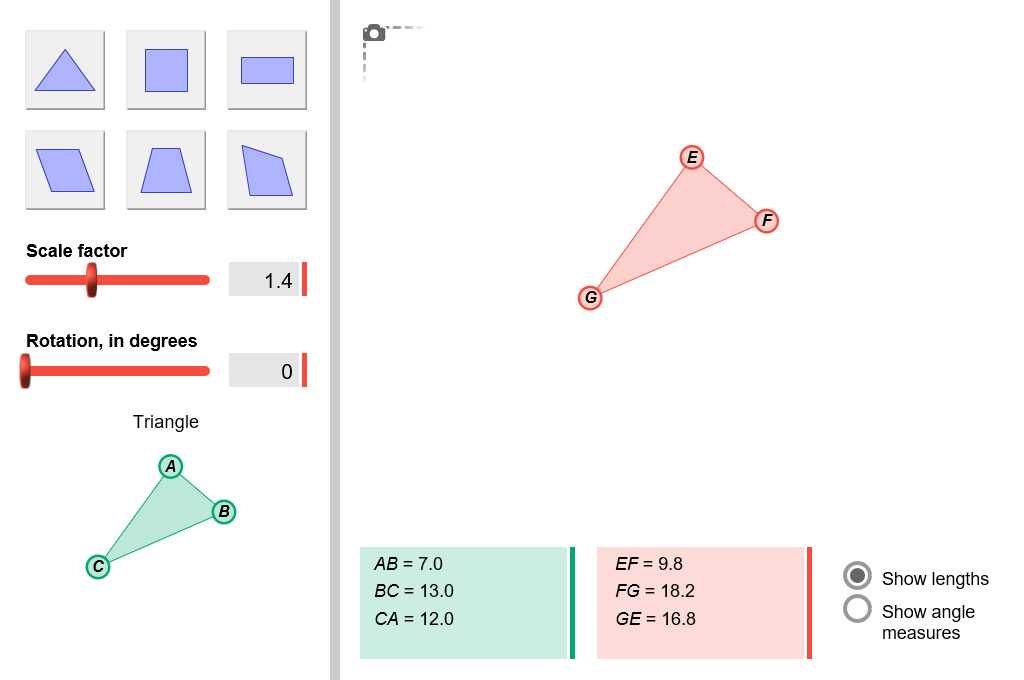 Scale factor
1.4
Rotation, in degrees
0
Triangle
A
B
C
E
F
G
AB = 7.0
BC = 13.0
CA = 12.0
EF = 9.8
FG = 18.2
GE = 16.8
Show lengths
Show angle
measures